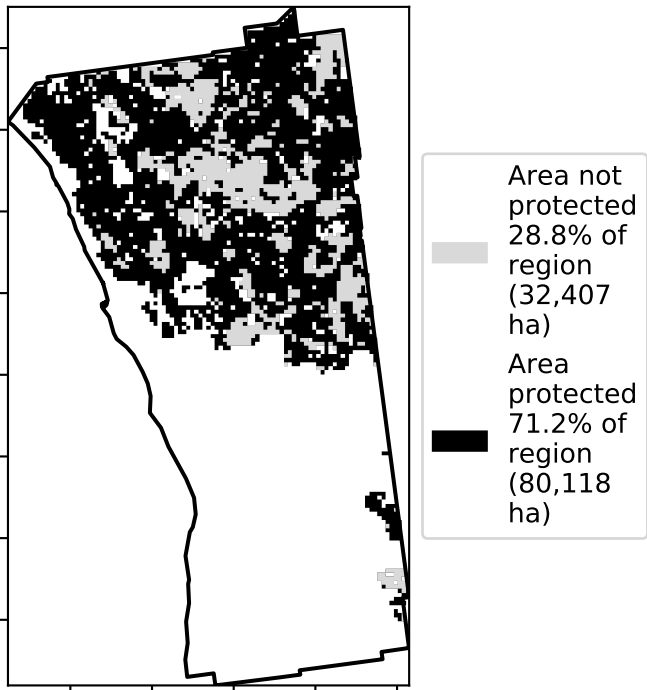 Area not
protected
28.8% of
region
(32,407
ha)
Area
protected
71.2% of
region
(80,118
ha)